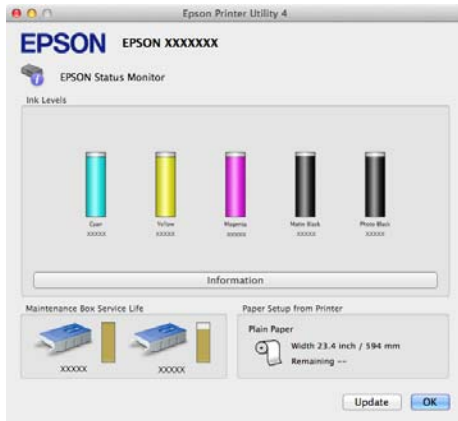 Epson Printer Utility 4
EPSON EPSON XXXXXXX
EPSON Status Monitor
Ink Levels
Cyan Yellow Magenta Matte Black Photo Black
XXXXX XXXXX XXXXX XXXXX XXXXX
Information
Maintenance Box Service Life
XXXXX XXXXX
Paper Setup from Printer
Plain Paper
Width 23.4 inch / 594 mm
Remaining --
Update OK